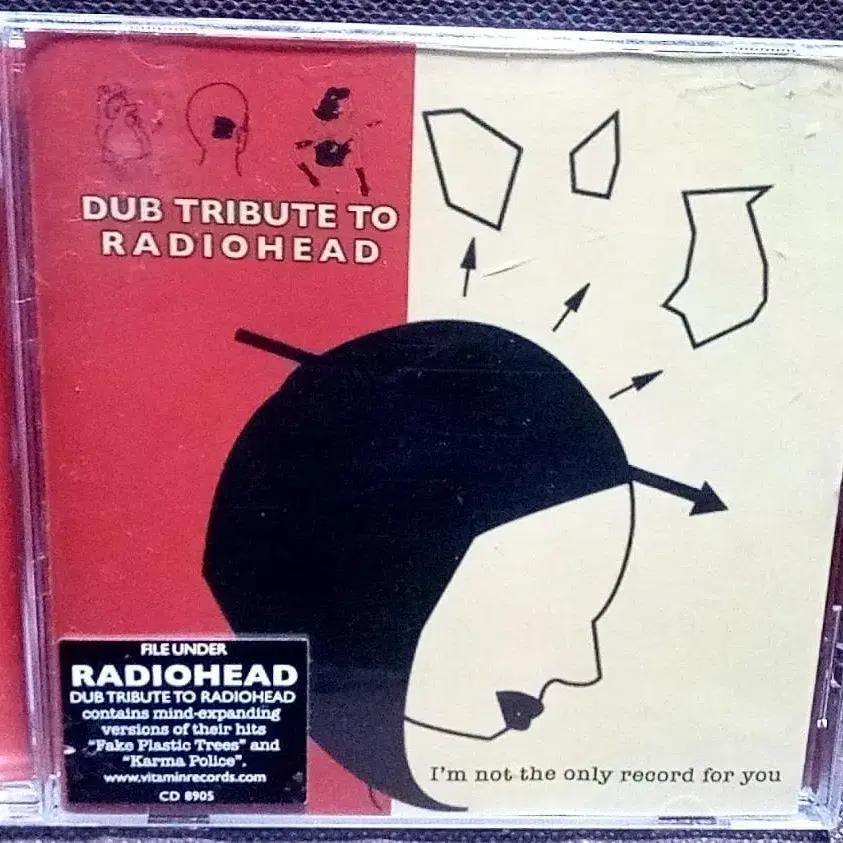 DUB TRIBUTE TO
RADIOHEAD
FILE UNDER
RADIOHEAD
DUB TRIBUTE TO RADIOHEAD
contains mind-expanding
versions of their hits
"Fake Plastic Trees" and
"Karma Police".
www.vitaminrecords.com
CD 8905
I'm not the only record for you